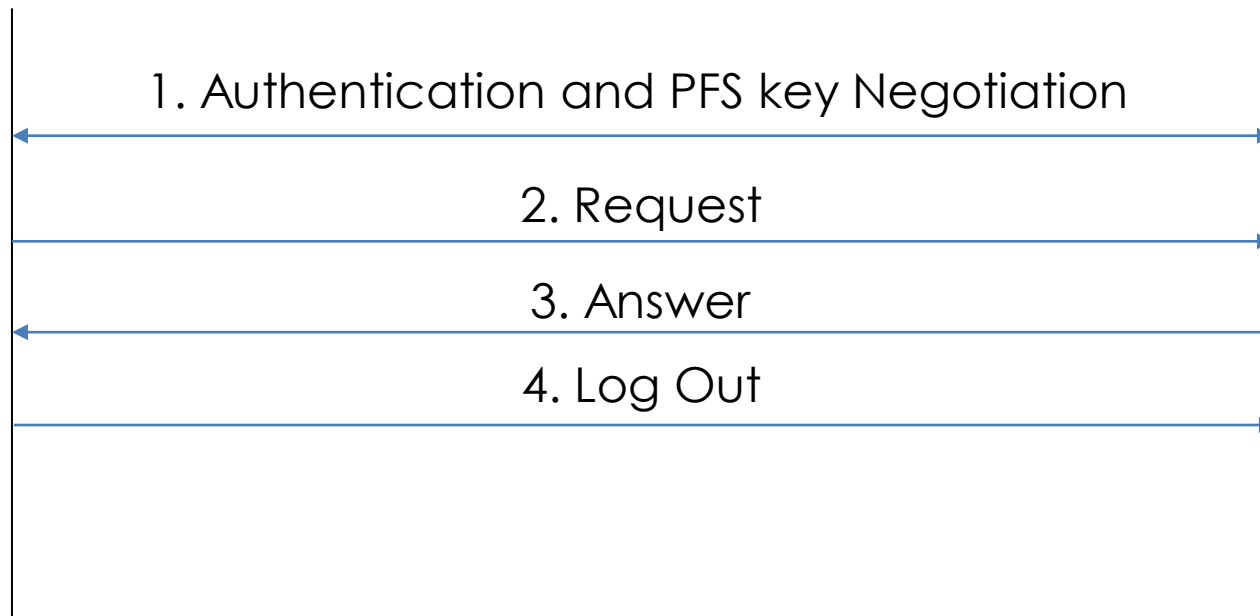 1. Authentication and PFS key Negotiation
2. Request
3. Answer
4. Log Out